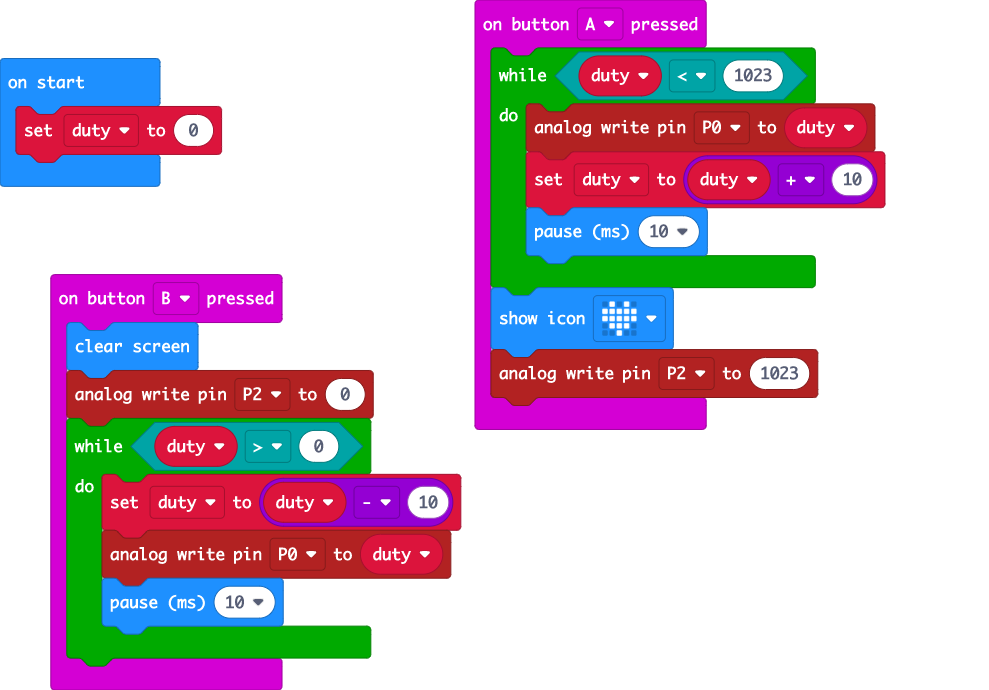 on start
set duty to 0
on button A pressed
while duty < 1023
do
analog write pin P0 to duty
set duty to duty + 10
pause (ms) 10
show icon
analog write pin P2 to 1023
on button B pressed
clear screen
analog write pin P2 to 0
while duty > 0
do
set duty to duty - 10
analog write pin P0 to duty
pause (ms) 10